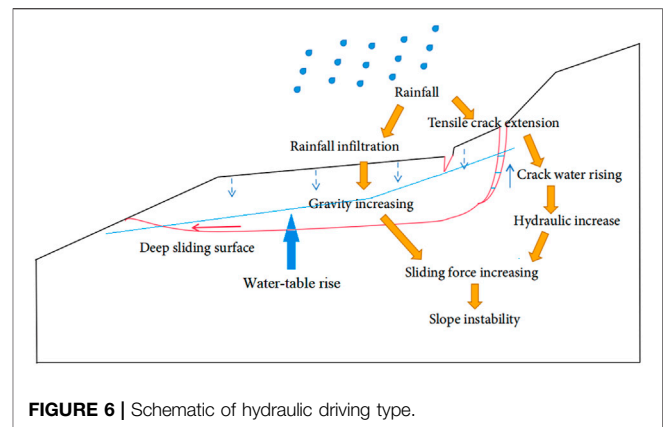 Rainfall
Tensile crack extension
Rainfall infiltration
Crack water rising
Gravity increasing
Hydraulic increase
Deep sliding surface
Sliding force increasing
Water-table rise
Slope instability
FIGURE 6 | Schematic of hydraulic driving type.